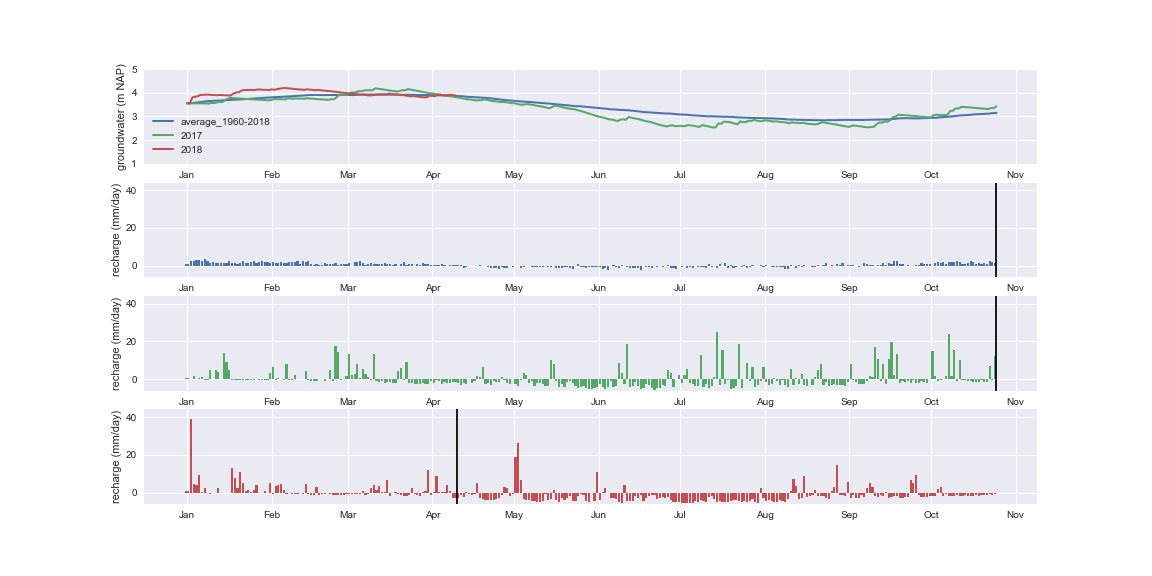 groundwater (m NAP)
5
4
3
2
1
average_1960-2018
2017
2018
Jan Feb Mar Apr May Jun Jul Aug Sep Oct Nov
recharge (mm/day)
40
20
0
Jan Feb Mar Apr May Jun Jul Aug Sep Oct Nov
recharge (mm/day)
40
20
0
Jan Feb Mar Apr May Jun Jul Aug Sep Oct Nov
recharge (mm/day)
40
20
0
Jan Feb Mar Apr May Jun Jul Aug Sep Oct Nov